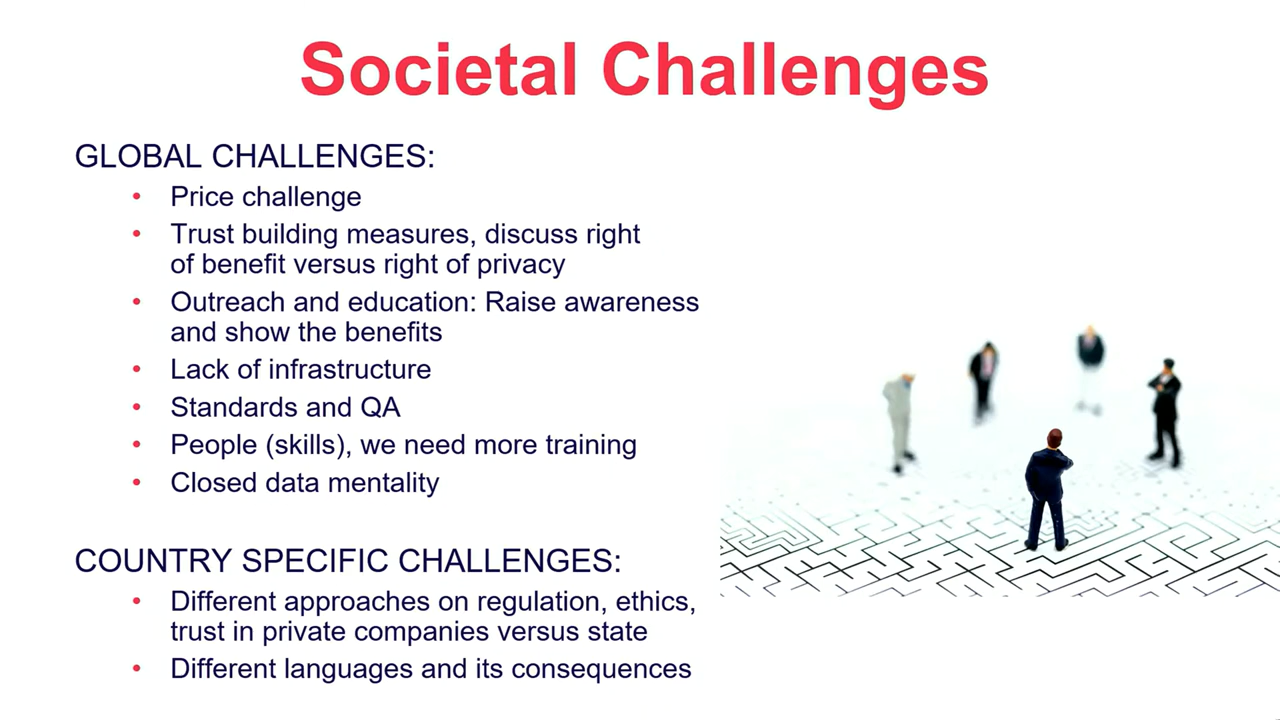 Societal Challenges
GLOBAL CHALLENGES:
• Price challenge
• Trust building measures, discuss right
of benefit versus right of privacy
• Outreach and education: Raise awareness
and show the benefits
• Lack of infrastructure
• Standards and QA
• People (skills), we need more training
• Closed data mentality
COUNTRY SPECIFIC CHALLENGES:
• Different approaches on regulation, ethics,
trust in private companies versus state
• Different languages and its consequences